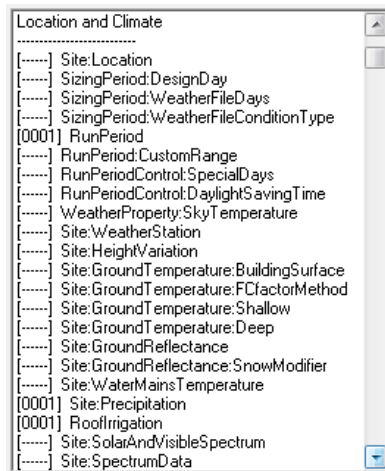 Location and Climate
-------------------------
[------] Site:Location
[------] SizingPeriod:DesignDay
[------] SizingPeriod:WeatherFileDays
[------] SizingPeriod:WeatherFileConditionType
[0001] RunPeriod
[------] RunPeriod:CustomRange
[------] RunPeriodControl:SpecialDays
[------] RunPeriodControl:DaylightSavingTime
[------] WeatherProperty:SkyTemperature
[------] Site:WeatherStation
[------] Site:HeightVariation
[------] Site:GroundTemperature:BuildingSurface
[------] Site:GroundTemperature:FCfactorMethod
[------] Site:GroundTemperature:Shallow
[------] Site:GroundTemperature:Deep
[------] Site:GroundReflectance
[------] Site:GroundReflectance:SnowModifier
[------] Site:WaterMainsTemperature
[0001] Site:Precipitation
[0001] RoofIrrigation
[------] Site:SolarAndVisibleSpectrum
[------] Site:SpectrumData